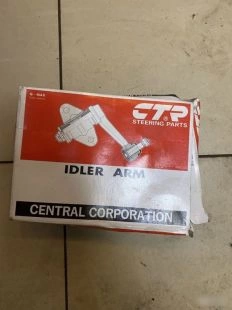 CTR
®
STEERING PARTS
IDLER ARM
CENTRAL CORPORATION